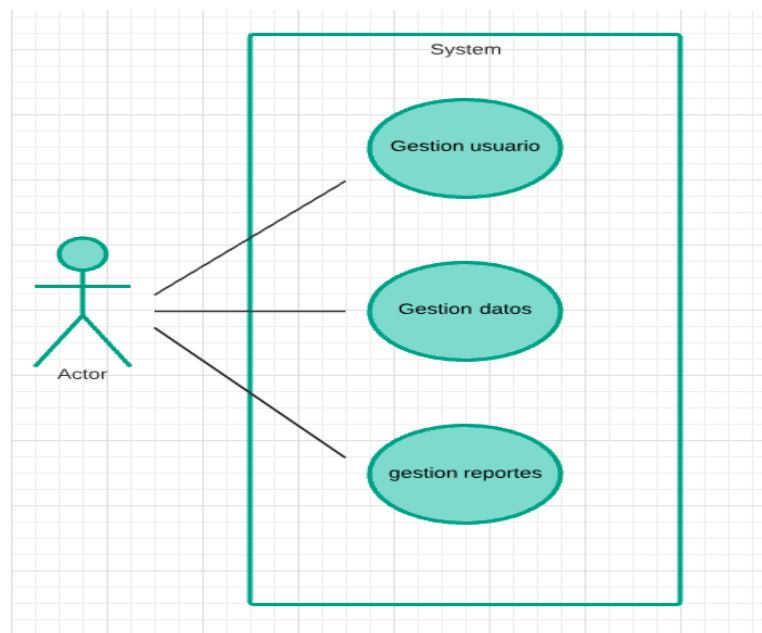 System
Gestion usuario
Gestion datos
Actor
gestion reportes